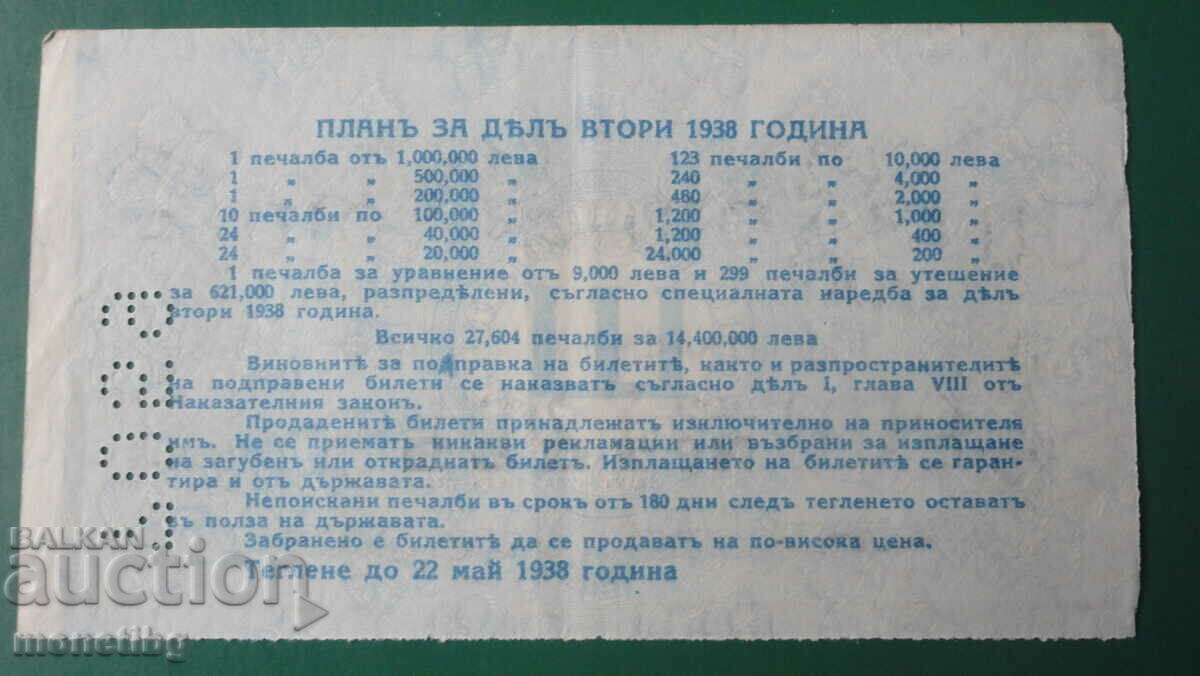 ПЛАНЪ ЗА ДѢЛЪ ВТОРИ 1938 ГОДИНА
1 печалба отъ 1,000,000 лева 123 печалби по 10,000 лева
1 „ „ 500,000 „ 240 „ „ 4,000 „
1 „ „ 200,000 „ 480 „ „ 2,000 „
10 печалби по 100,000 „ 1,200 „ „ 1,000 „
24 „ „ 40,000 „ 1,200 „ „ 400 „
24 „ „ 20,000 „ 24,000 „ „ 200 „
1 печалба за уравнение отъ 9,000 лева и 299 печалби за утешение
за 621,000 лева, разпредѣлени, съгласно специалната наредба за дѣлъ
втори 1938 година.
Всичко 27,604 печалби за 14,400,000 лева
Виновнитѣ за подправка на билетитѣ, както и разпространителитѣ
на подправени билети се наказватъ съгласно дѣлъ I, глава VIII отъ
Наказателния законъ.
Продаденитѣ билети принадлежатъ изключително на приносителя
имъ. Не се приематъ никакви рекламации или възбрани за изплащане
на загубенъ или откраднатъ билетъ. Изплащането на билетитѣ се гаран-
тира и отъ държавата.
Непоискани печалби въ срокъ отъ 180 дни следъ тегленето оставатъ
въ полза на държавата.
Забранено е билетитѣ да се продаватъ на по-висока цена.
Теглене до 22 май 1938 година
BALKAN
auction
monetibg